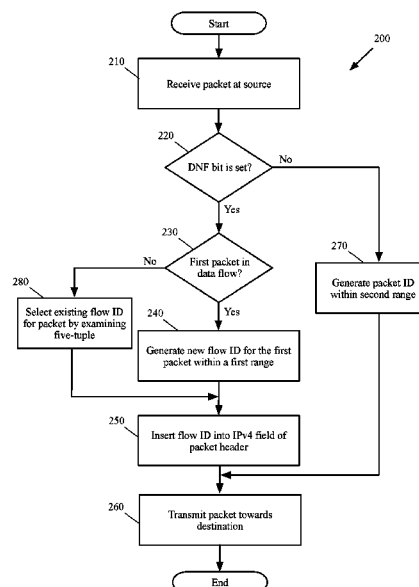 Start
200
210
Receive packet at source
220
DNF bit is set?
No
Yes
230
First packet in
data flow?
No
Yes
270
Generate packet ID
within second range
280
Select existing flow ID
for packet by examining
five-tuple
240
Generate new flow ID for the first
packet within a first range
250
Insert flow ID into IPv4 field of
packet header
260
Transmit packet towards
destination
End